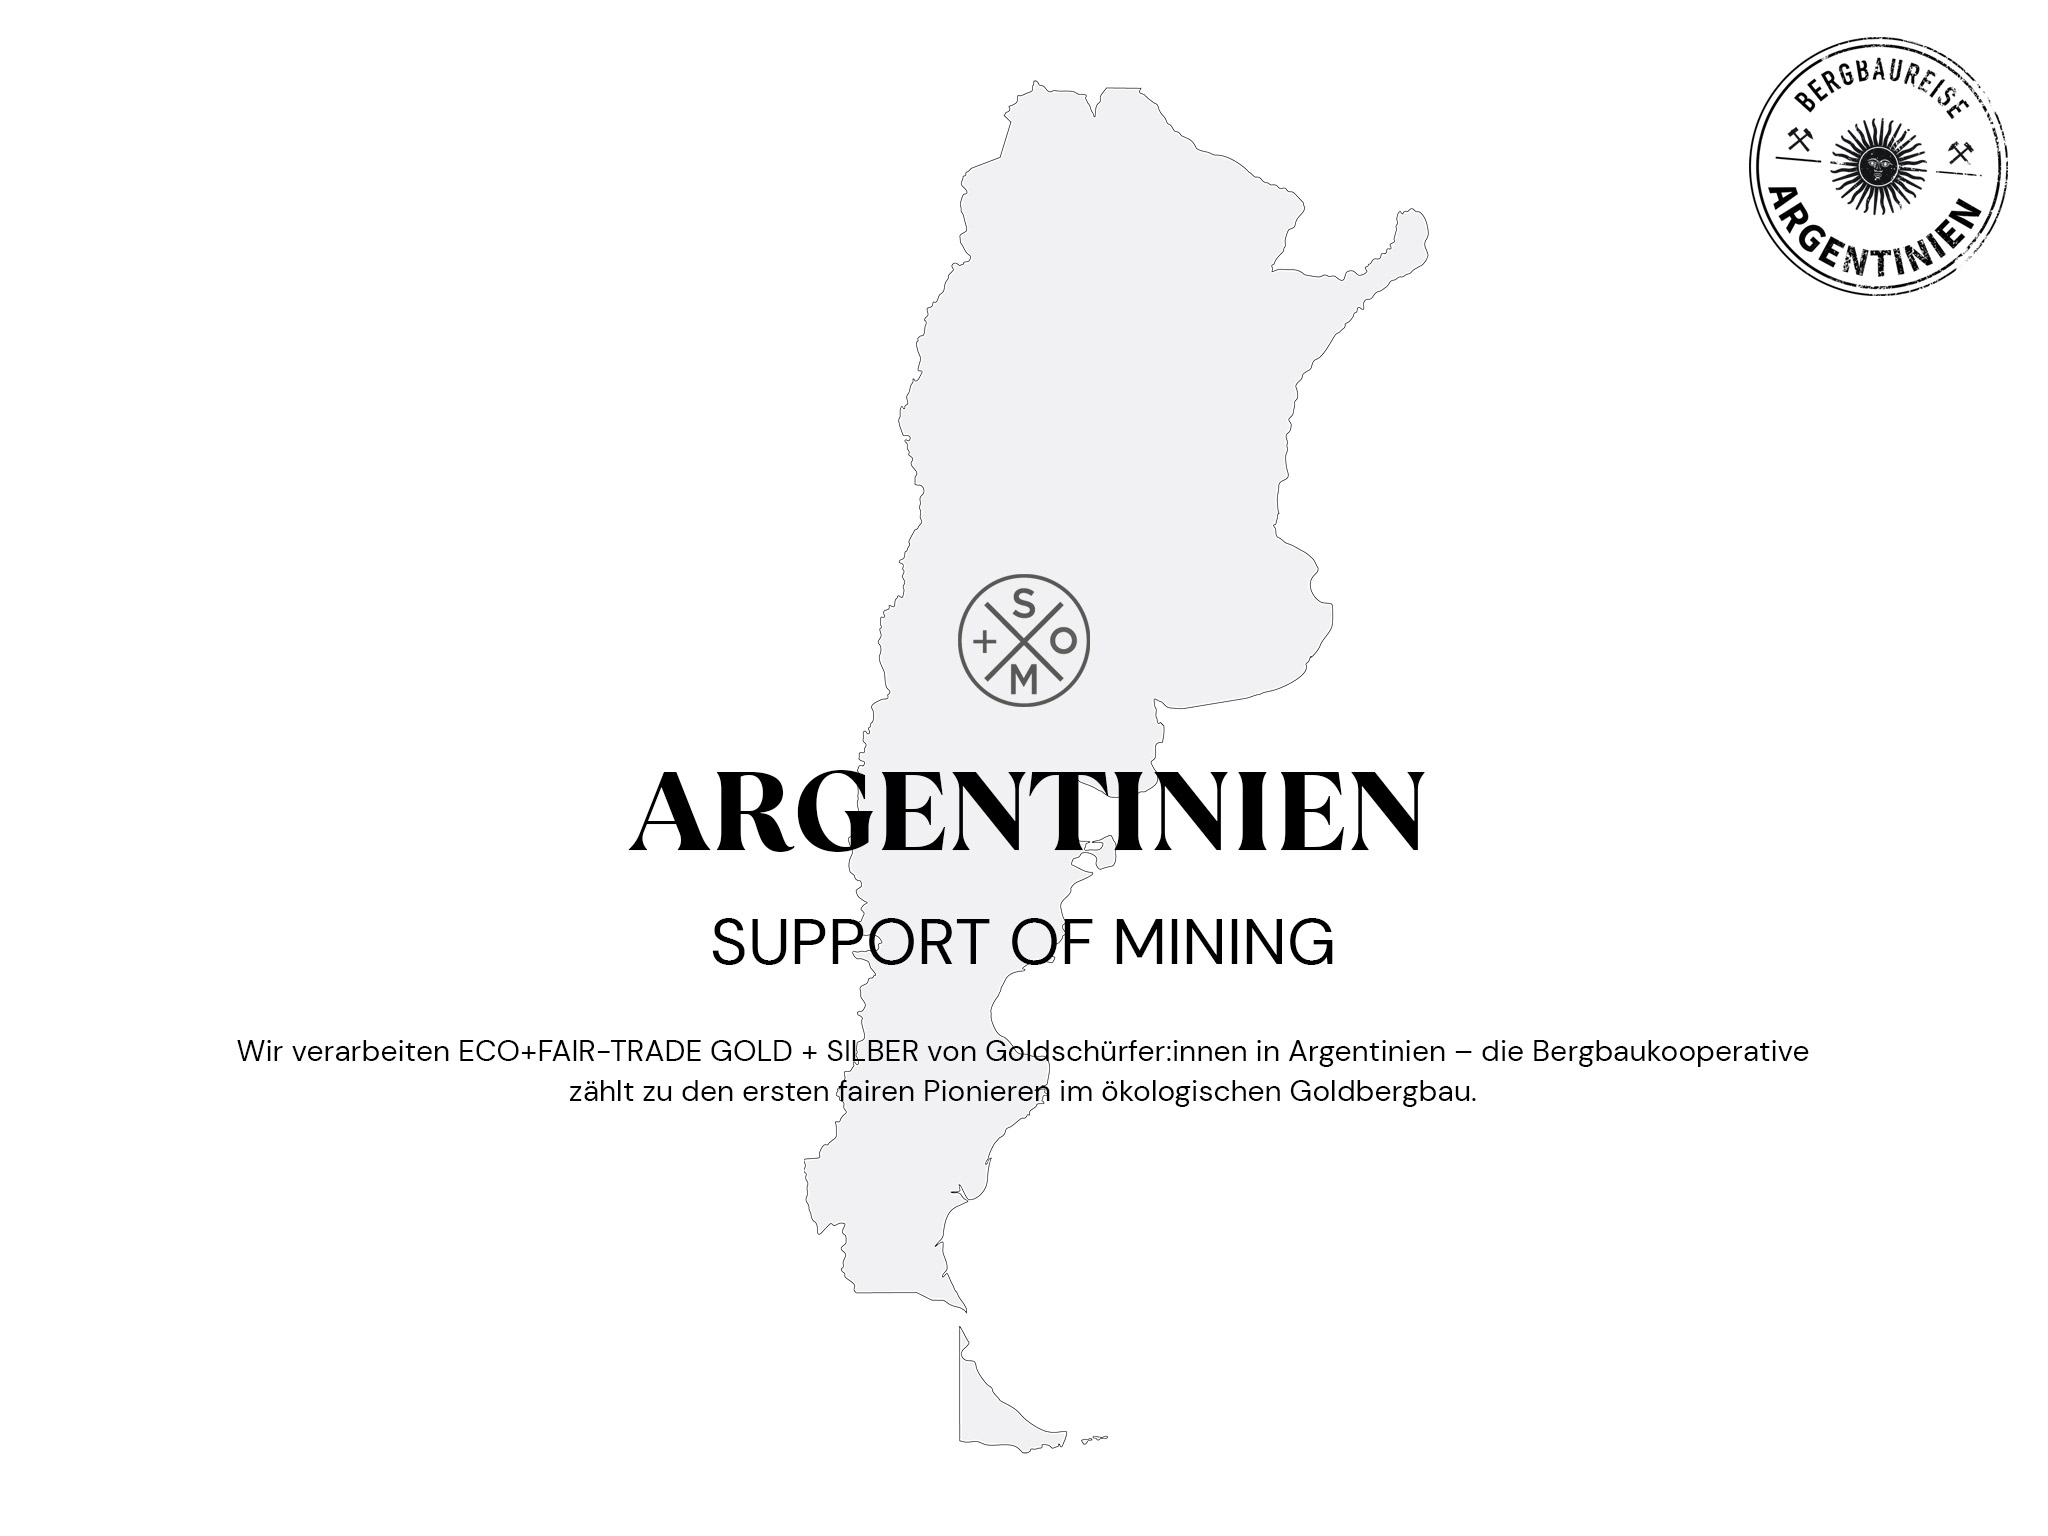 BERGBAUREISE
ARGENTINIEN
S
+ O
M
ARGENTINIEN
SUPPORT OF MINING
Wir verarbeiten ECO+FAIR-TRADE GOLD + SILBER von Goldschürfer:innen in Argentinien – die Bergbaukooperative
zählt zu den ersten fairen Pionieren im ökologischen Goldbergbau.